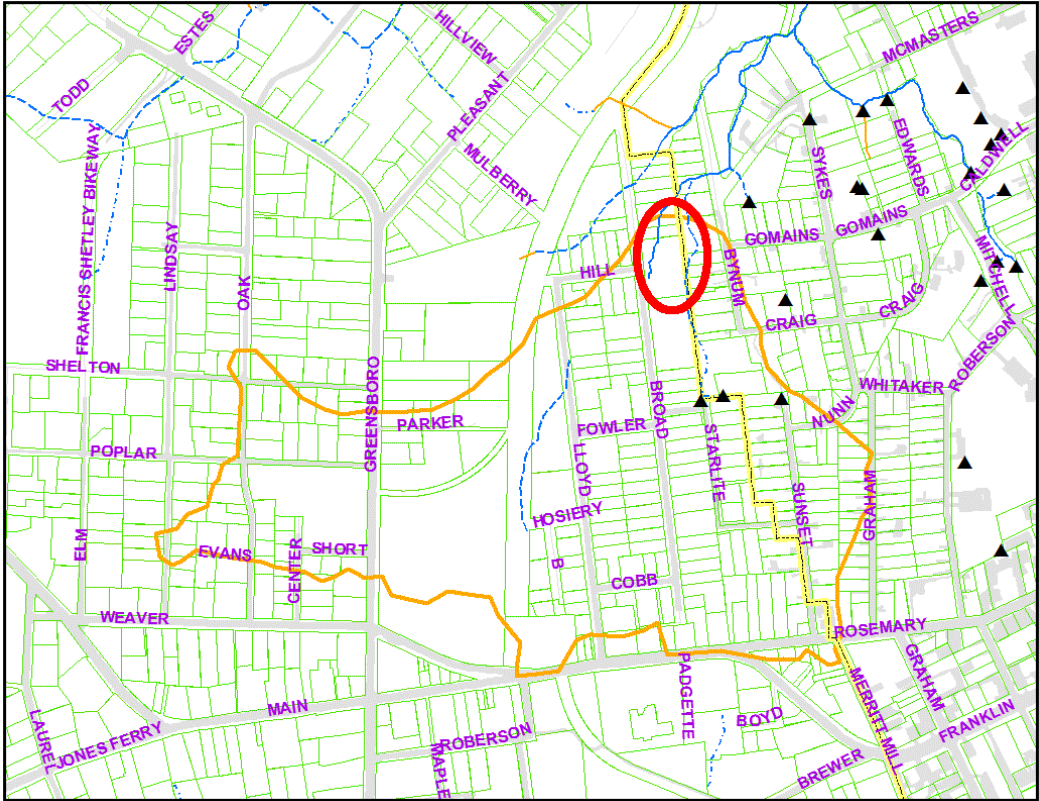 ESTES
HILLVIEW
MCMASTERS
TODD
PLEASANT
FRANCIS SHETLEY BIKEWAY
MULBERRY
SYKES
EDWARDS
CALDWELL
LINDSAY
OAK
GOMAINS
GOMAINS
HILL
BYNUM
MITCHELL
CRAIG
CRAIG
ROBERSON
SHELTON
GREENSBORO
PARKER
BROAD
WHITAKER
NUNN
FOWLER
POPLAR
LLOYD
STARLITE
SUNSET
GRAHAM
HOSIERY
ELM
EVANS
CENTER
SHORT
B
COBB
WEAVER
ROSEMARY
PADGETTE
MERRITT MILL
GRAHAM
MAIN
BOYD
FRANKLIN
LAUREL
JONES FERRY
ROBERSON
MAPLE
BREWER